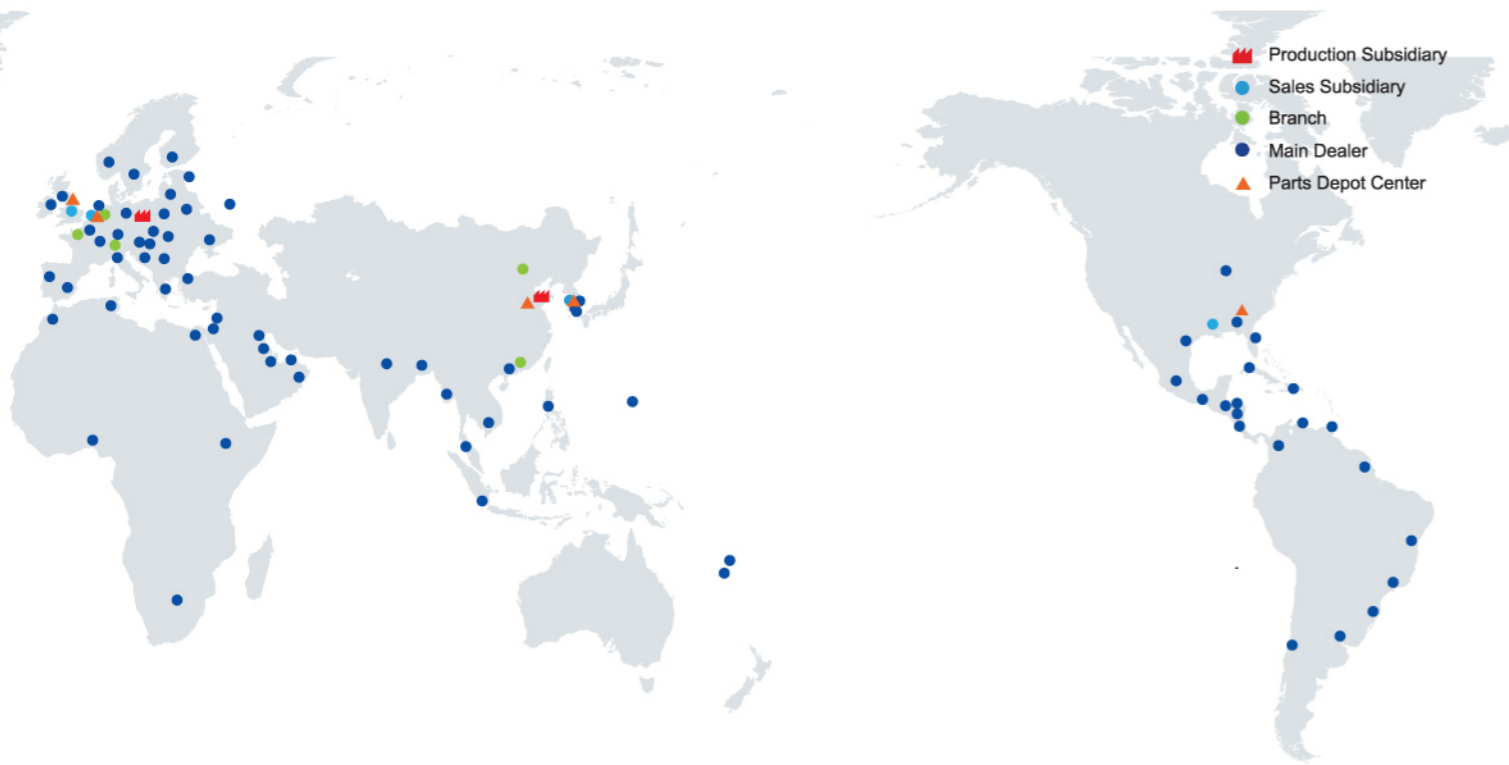 Production Subsidiary
Sales Subsidiary
Branch
Main Dealer
Parts Depot Center